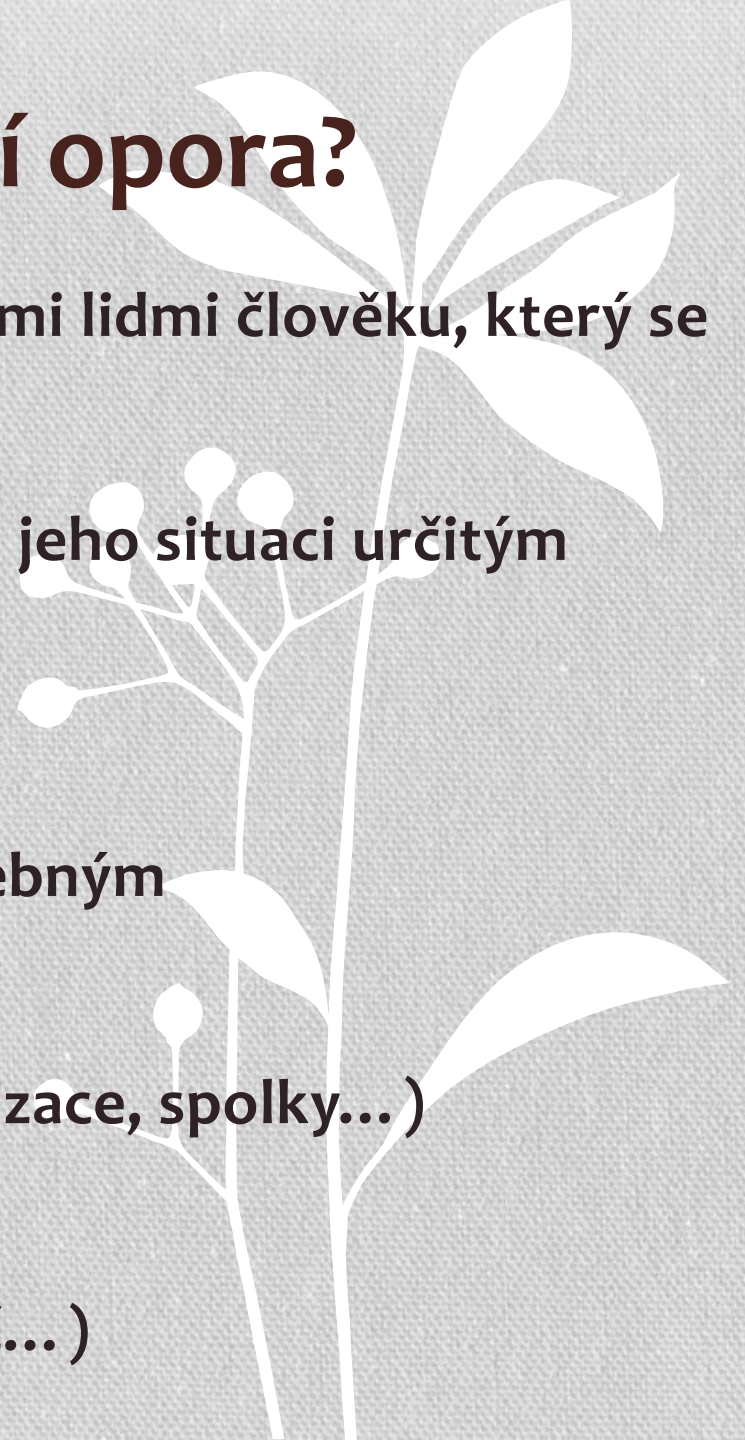 í opora?
mi lidmi člověku, který se
jeho situaci určitým
ebným
zace, spolky…)
…)